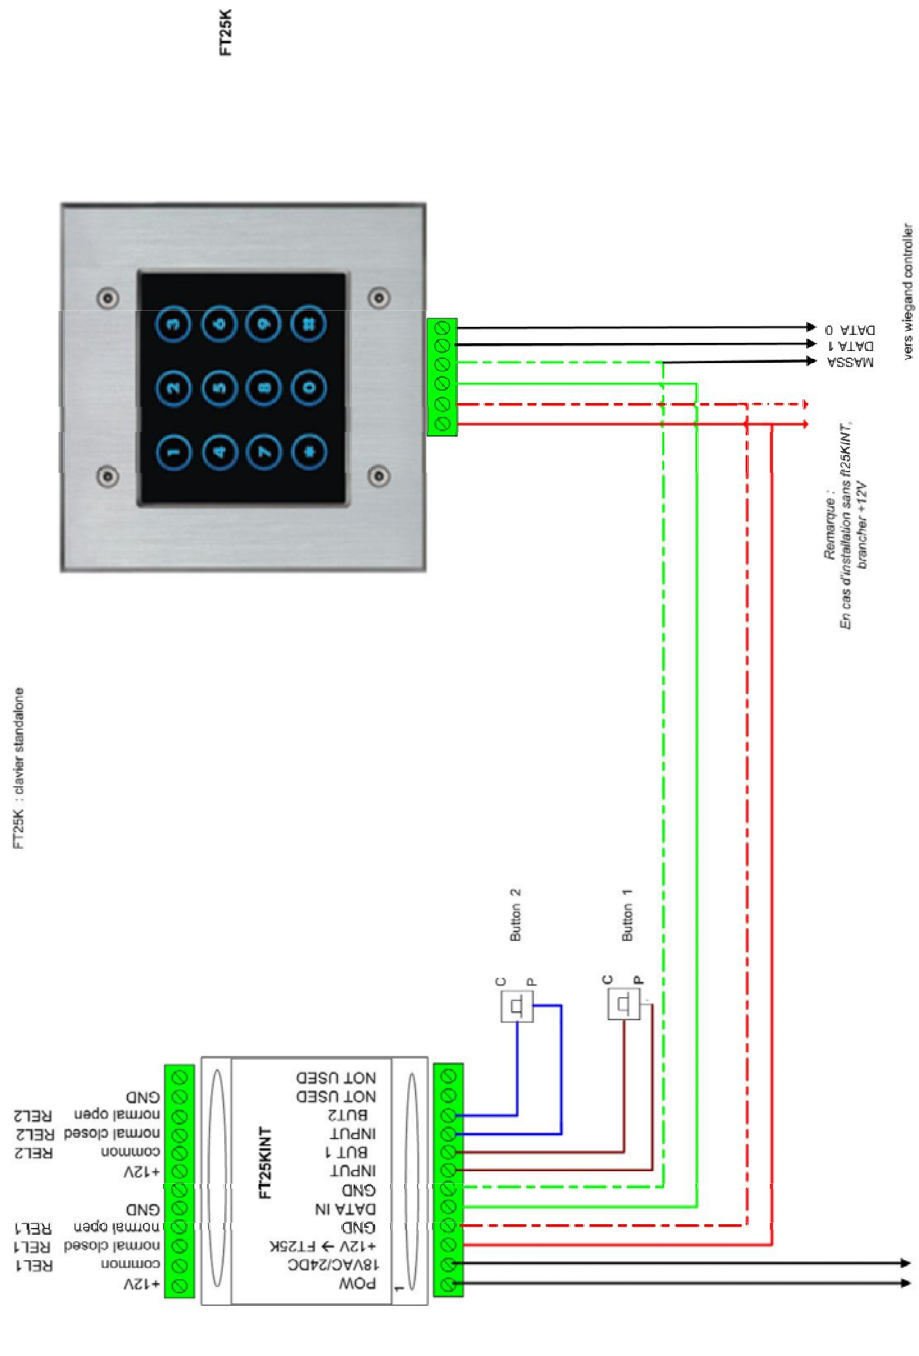 FT25K
FT25K : clavier standalone
1
2
3
4
5
6
7
8
9
*
0
#
DATA 0
DATA 1
MASSA
vers wiegand controller
Remarque :
En cas d'installation sans ft25KINT,
brancher +12V
Button 2
C
P
Button 1
C
P
FT25KINT
GND
REL2 normal open
REL2 normal closed
REL2 common
+12V
GND
REL1 normal open
REL1 normal closed
REL1 common
+12V
NOT USED
NOT USED
BUT2
INPUT
BUT 1
INPUT
GND
DATA IN
GND
+12V → FT25K
18VAC/24DC
POW
1